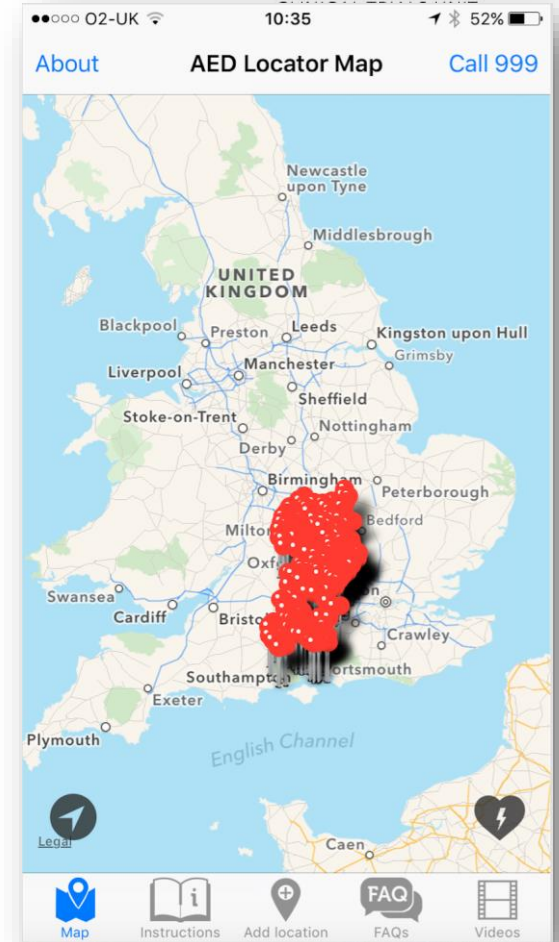 O2-UK
10:35
52%
About
AED Locator Map
Call 999
Newcastle
upon Tyne
Middlesbrough
UNITED
KINGDOM
Blackpool
Preston
Leeds
Kingston upon Hull
Grimsby
Liverpool
Manchester
Sheffield
Stoke-on-Trent
Nottingham
Derby
Birmingham
Peterborough
Bedford
Swansea
Cardiff
Crawley
Exeter
Plymouth
English Channel
Caen
Legal
FAQ
Map
Instructions
Add location
FAQs
Videos